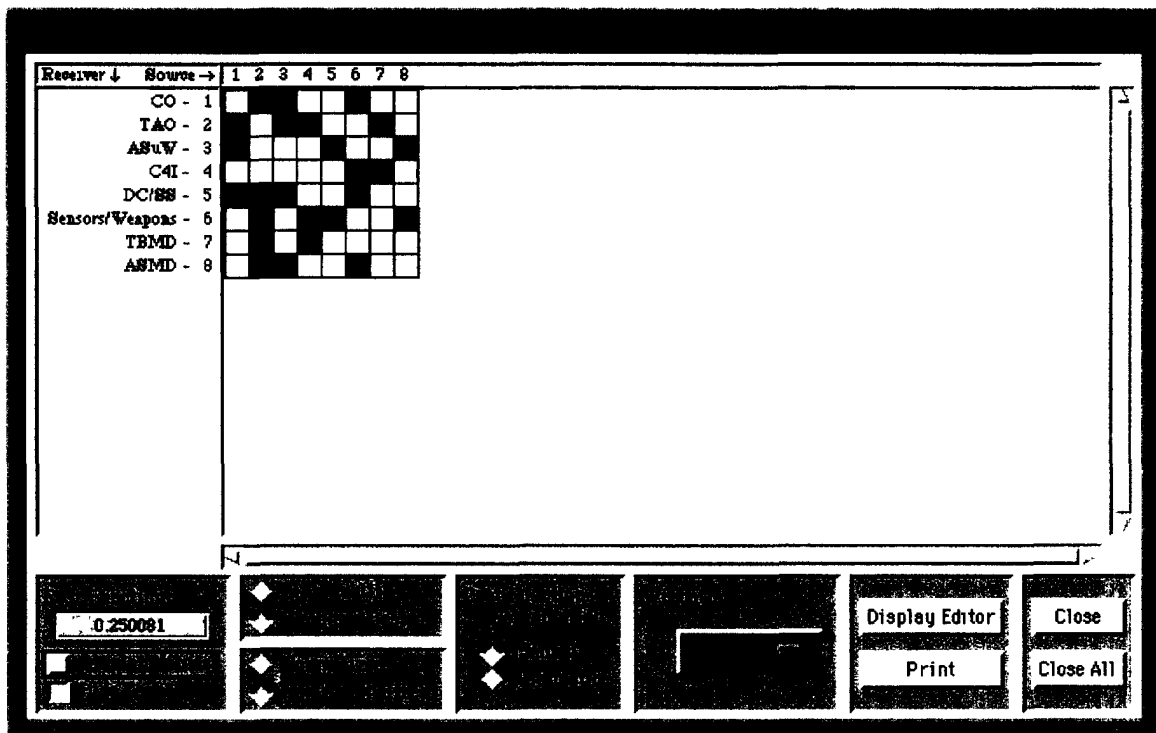 Receiver ↓ Source → 1 2 3 4 5 6 7 8
CO - 1
TAO - 2
ASuW - 3
C4I - 4
DC/SS - 5
Sensors/Weapons - 6
TBMD - 7
ASMD - 8
0.250081
Display Editor
Close
Print
Close All